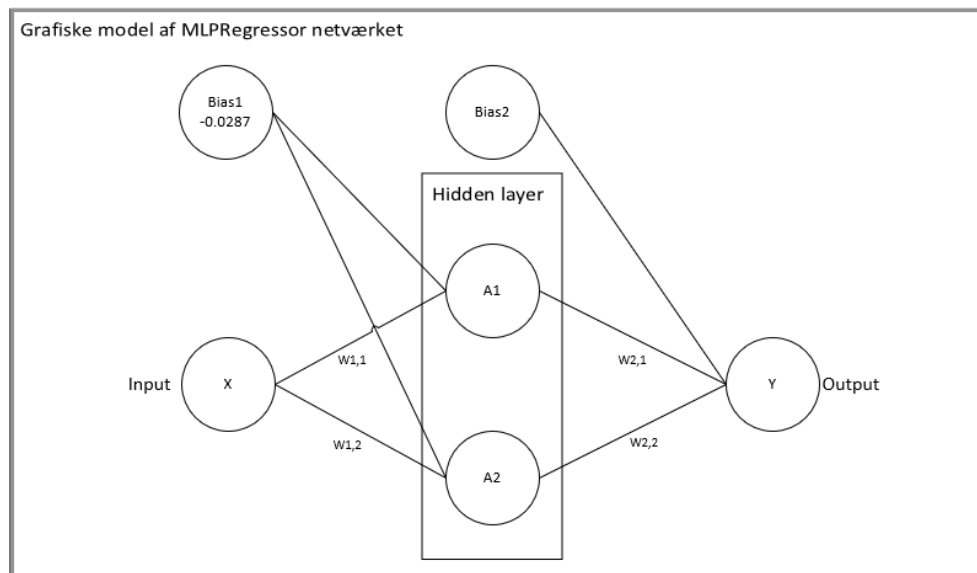 Grafiske model af MLPRegressor netværket
Bias1
-0.0287
Bias2
Hidden layer
A1
W1,1
W2,1
Input
X
Y
Output
W1,2
W2,2
A2